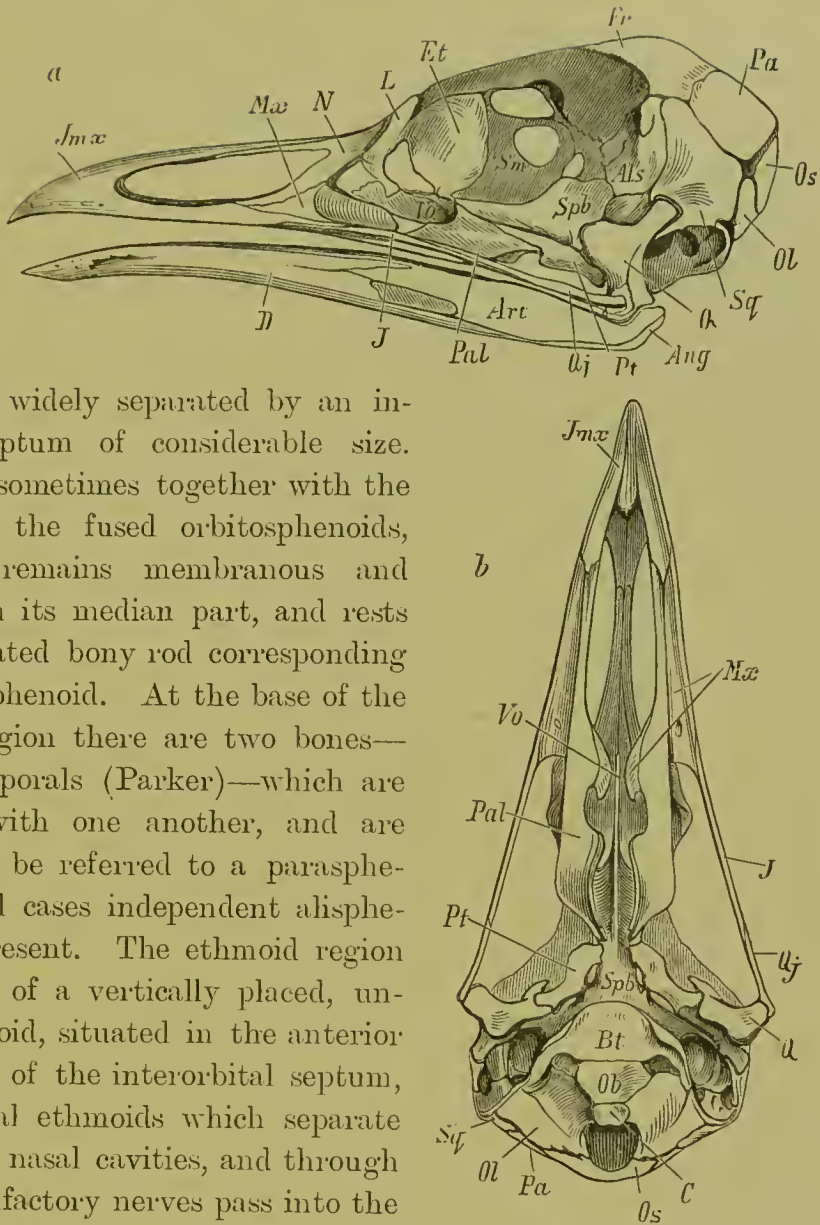 a
Fr
Pa
Et
L
N
Mx
Jmx
Os
Sm
Als
Spb
Ol
Sq
D
J
Art
Pal
Qj
Pt
Ang
widely separated by an in-
ptum of considerable size.
sometimes together with the
the fused orbitosphenoids,
remains membranous and
its median part, and rests
ated bony rod corresponding
phenoid. At the base of the
gion there are two bones—
porals (Parker)—which are
with one another, and are
be referred to a parasphe-
l cases independent alisphe-
resent. The ethmoid region
of a vertically placed, un-
oid, situated in the anterior
of the interorbital septum,
al ethmoids which separate
nasal cavities, and through
factory nerves pass into the
b
Jmx
Mx
Vo
Pal
J
Pt
Qj
Spb
Q
Bt
Ob
Sq
Ol
Pa
Os
C